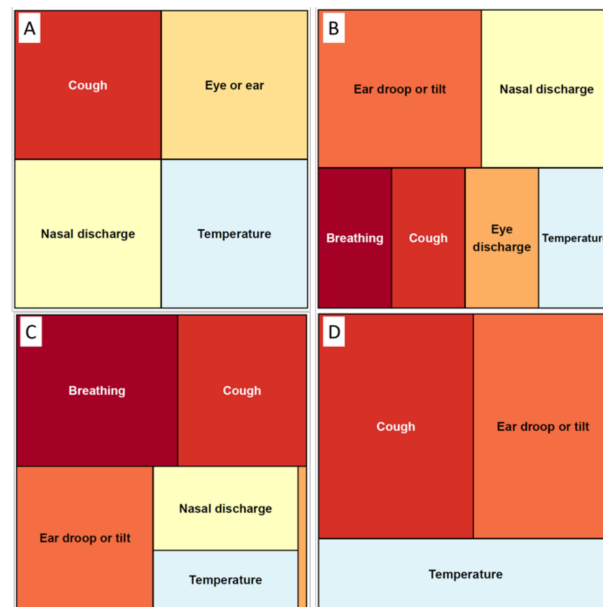 A
Cough
Eye or ear
Nasal discharge
Temperature
B
Ear droop or tilt
Nasal discharge
Breathing
Cough
Eye
discharge
Temperature
C
Breathing
Cough
Ear droop or tilt
Nasal discharge
Temperature
D
Cough
Ear droop or tilt
Temperature